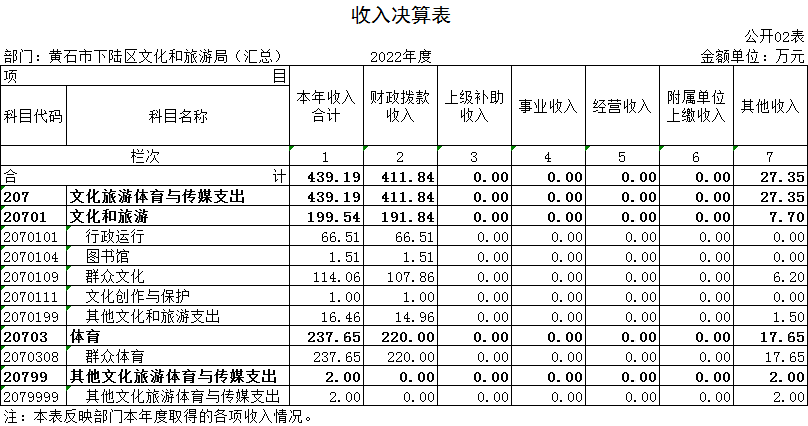 收入决算表
公开02表
部门：黄石市下陆区文化和旅游局（汇总） 2022年度 金额单位：万元
项 目 本年收入合计 财政拨款收入 上级补助收入 事业收入 经营收入 附属单位上缴收入 其他收入
科目代码 科目名称
栏次 1 2 3 4 5 6 7
合 计 439.19 411.84 0.00 0.00 0.00 0.00 27.35
207 文化旅游体育与传媒支出 439.19 411.84 0.00 0.00 0.00 0.00 27.35
20701 文化和旅游 199.54 191.84 0.00 0.00 0.00 0.00 7.70
2070101 行政运行 66.51 66.51 0.00 0.00 0.00 0.00 0.00
2070104 图书馆 1.51 1.51 0.00 0.00 0.00 0.00 0.00
2070109 群众文化 114.06 107.86 0.00 0.00 0.00 0.00 6.20
2070111 文化创作与保护 1.00 1.00 0.00 0.00 0.00 0.00 0.00
2070199 其他文化和旅游支出 16.46 14.96 0.00 0.00 0.00 0.00 1.50
20703 体育 237.65 220.00 0.00 0.00 0.00 0.00 17.65
2070308 群众体育 237.65 220.00 0.00 0.00 0.00 0.00 17.65
20799 其他文化旅游体育与传媒支出 2.00 0.00 0.00 0.00 0.00 0.00 2.00
2079999 其他文化旅游体育与传媒支出 2.00 0.00 0.00 0.00 0.00 0.00 2.00
注：本表反映部门本年度取得的各项收入情况。